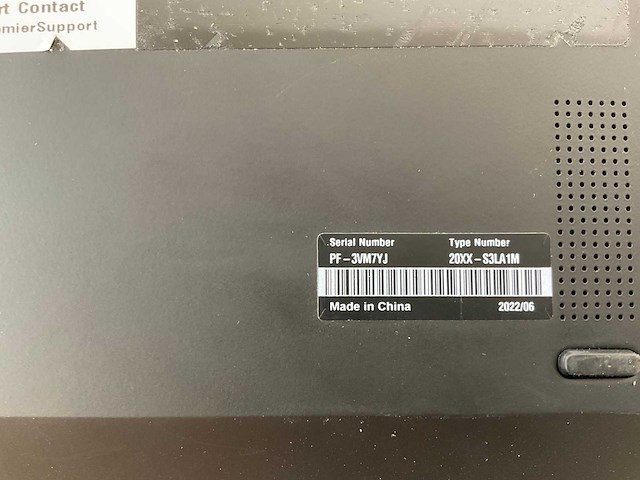 rt Contact
emierSupport
Serial Number Type Number
PF-3VM7YJ 20XX-S3LA1M
Made in China 2022/06